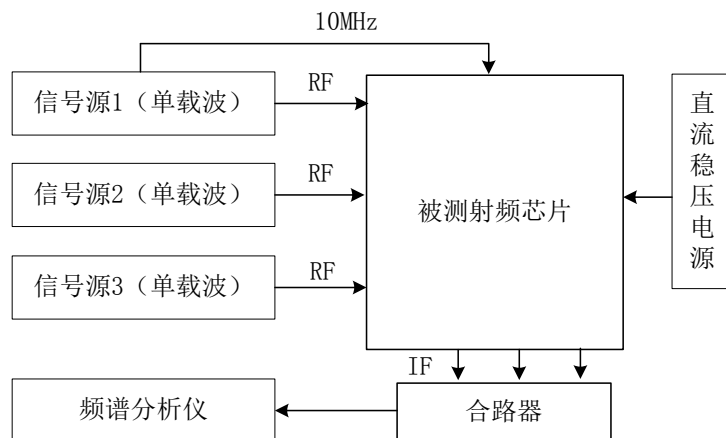 10MHz
信号源1（单载波）
RF
信号源2（单载波）
RF
信号源3（单载波）
RF
被测射频芯片
直流稳压电源
IF
频谱分析仪
合路器